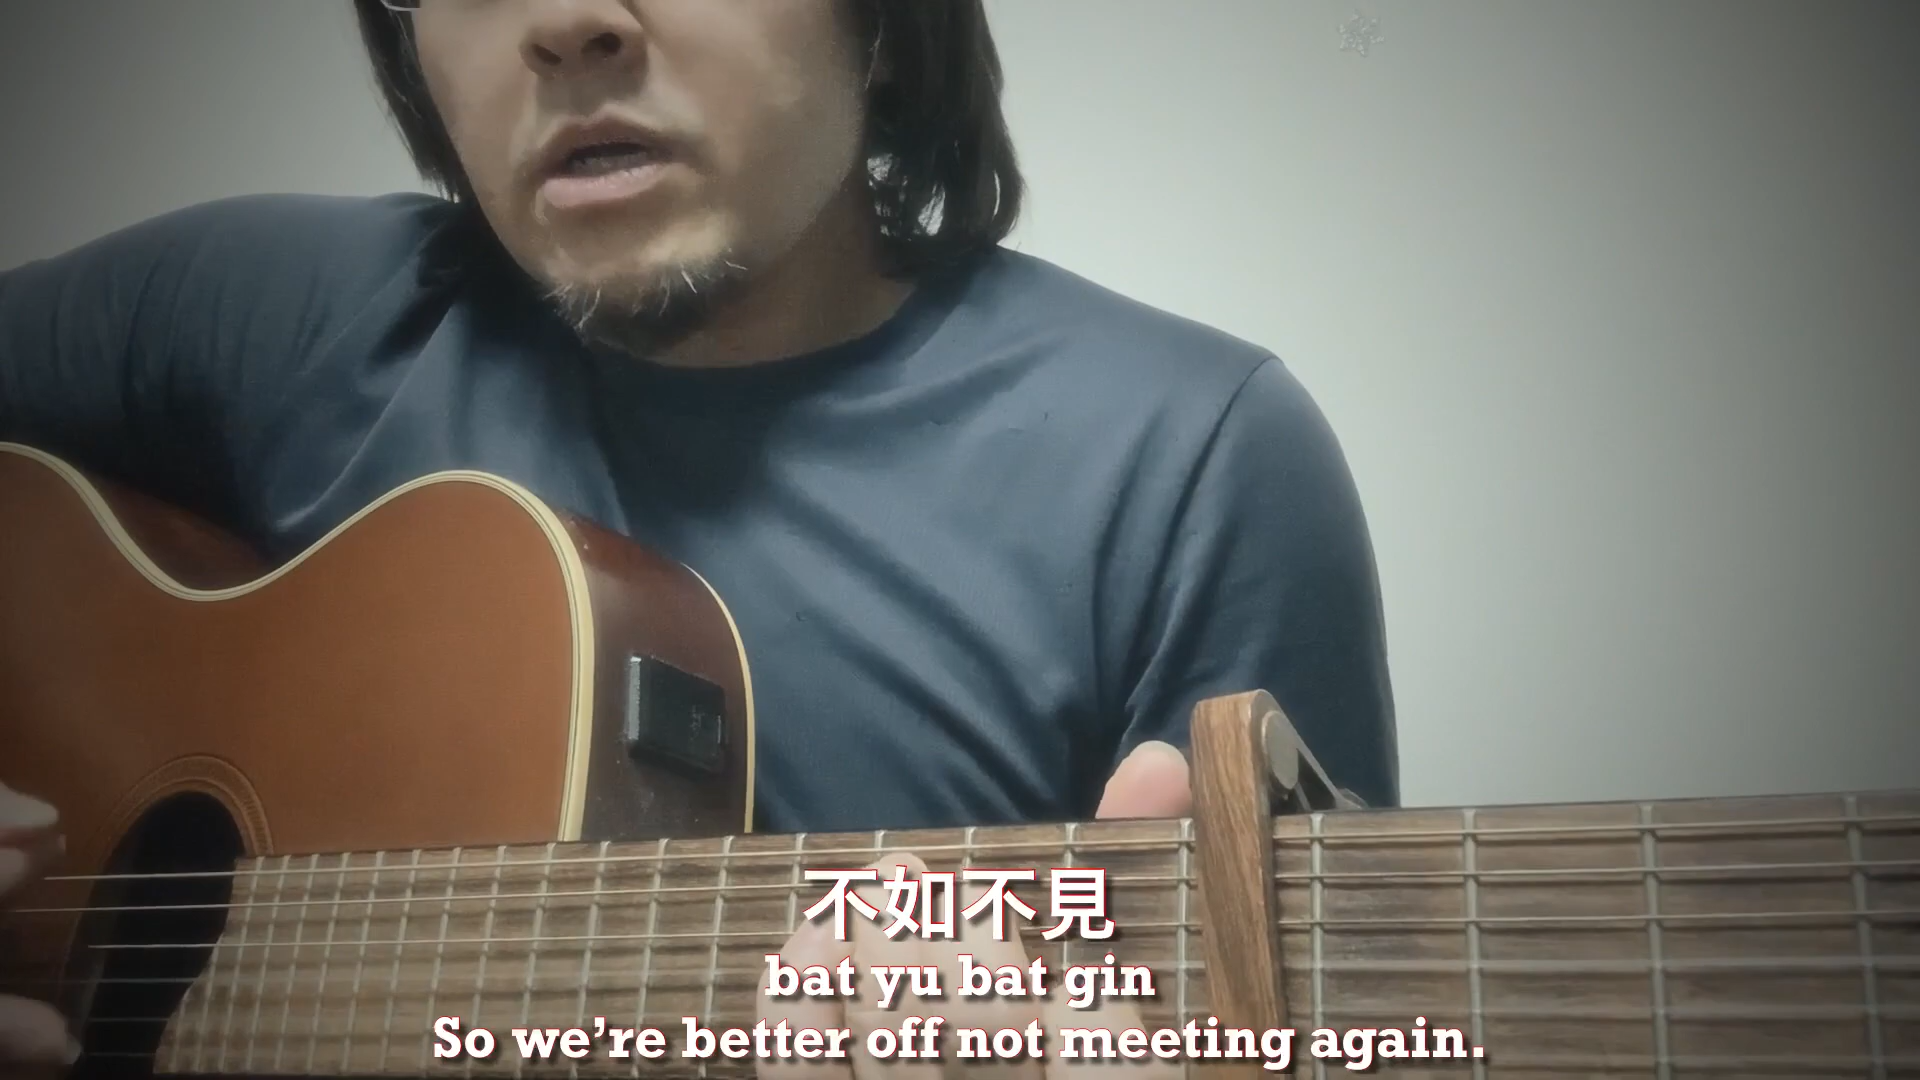 不如不見
bat yu bat gin
So we’re better off not meeting again.